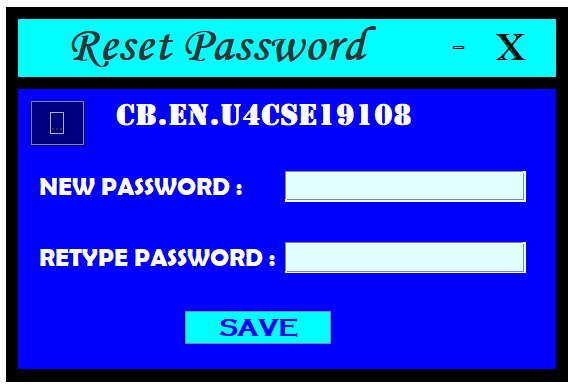 Reset Password - X
CB.EN.U4CSE19108
NEW PASSWORD :
RETYPE PASSWORD :
SAVE